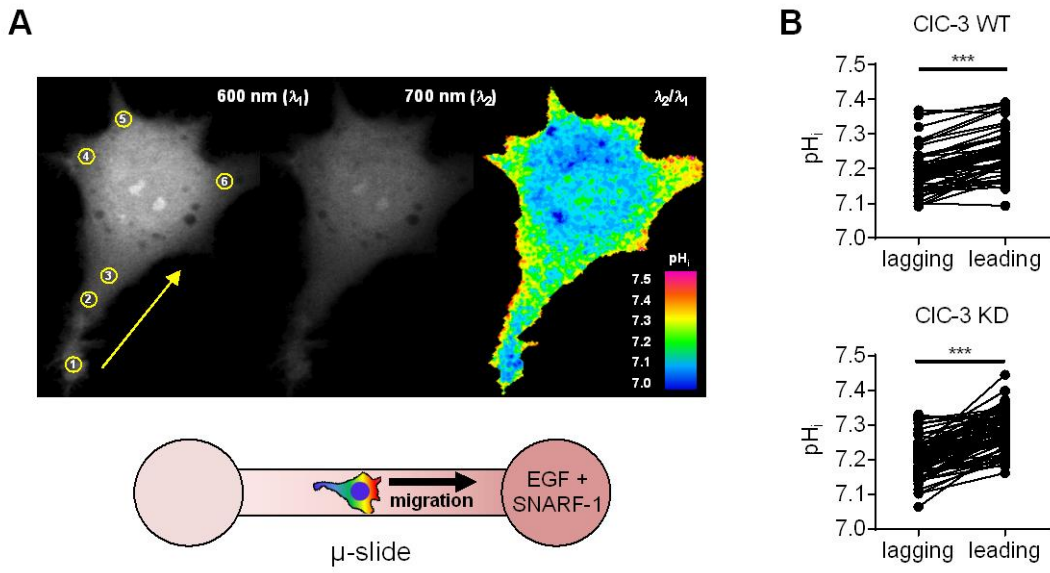 A
600 nm (λ₁)
700 nm (λ₂)
λ₂/λ₁
5
4
6
3
2
1
pHᵢ
7.5
7.4
7.3
7.2
7.1
7.0
EGF +
SNARF-1
migration
μ-slide
B
ClC-3 WT
***
7.5
7.4
7.3
7.2
7.1
7.0
pHᵢ
lagging leading
ClC-3 KD
***
7.5
7.4
7.3
7.2
7.1
7.0
pHᵢ
lagging leading